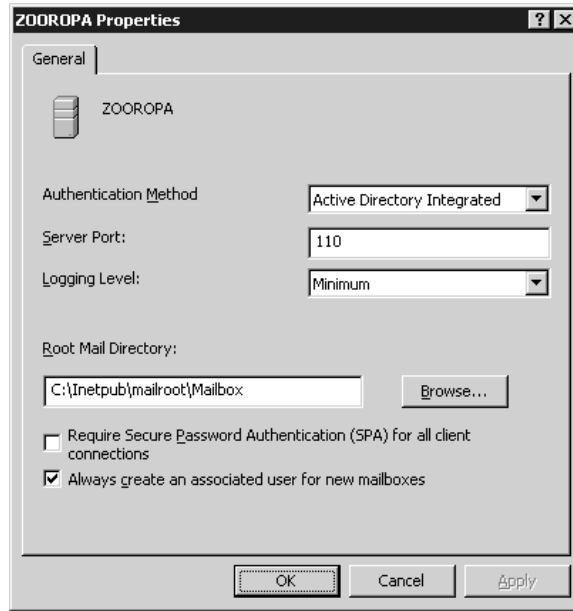 ZOOROPA Properties
General
ZOOROPA
Authentication Method
Active Directory Integrated
Server Port:
110
Logging Level:
Minimum
Root Mail Directory:
C:\Inetpub\mailroot\Mailbox
Browse...
Require Secure Password Authentication (SPA) for all client
connections
Always create an associated user for new mailboxes
OK
Cancel
Apply